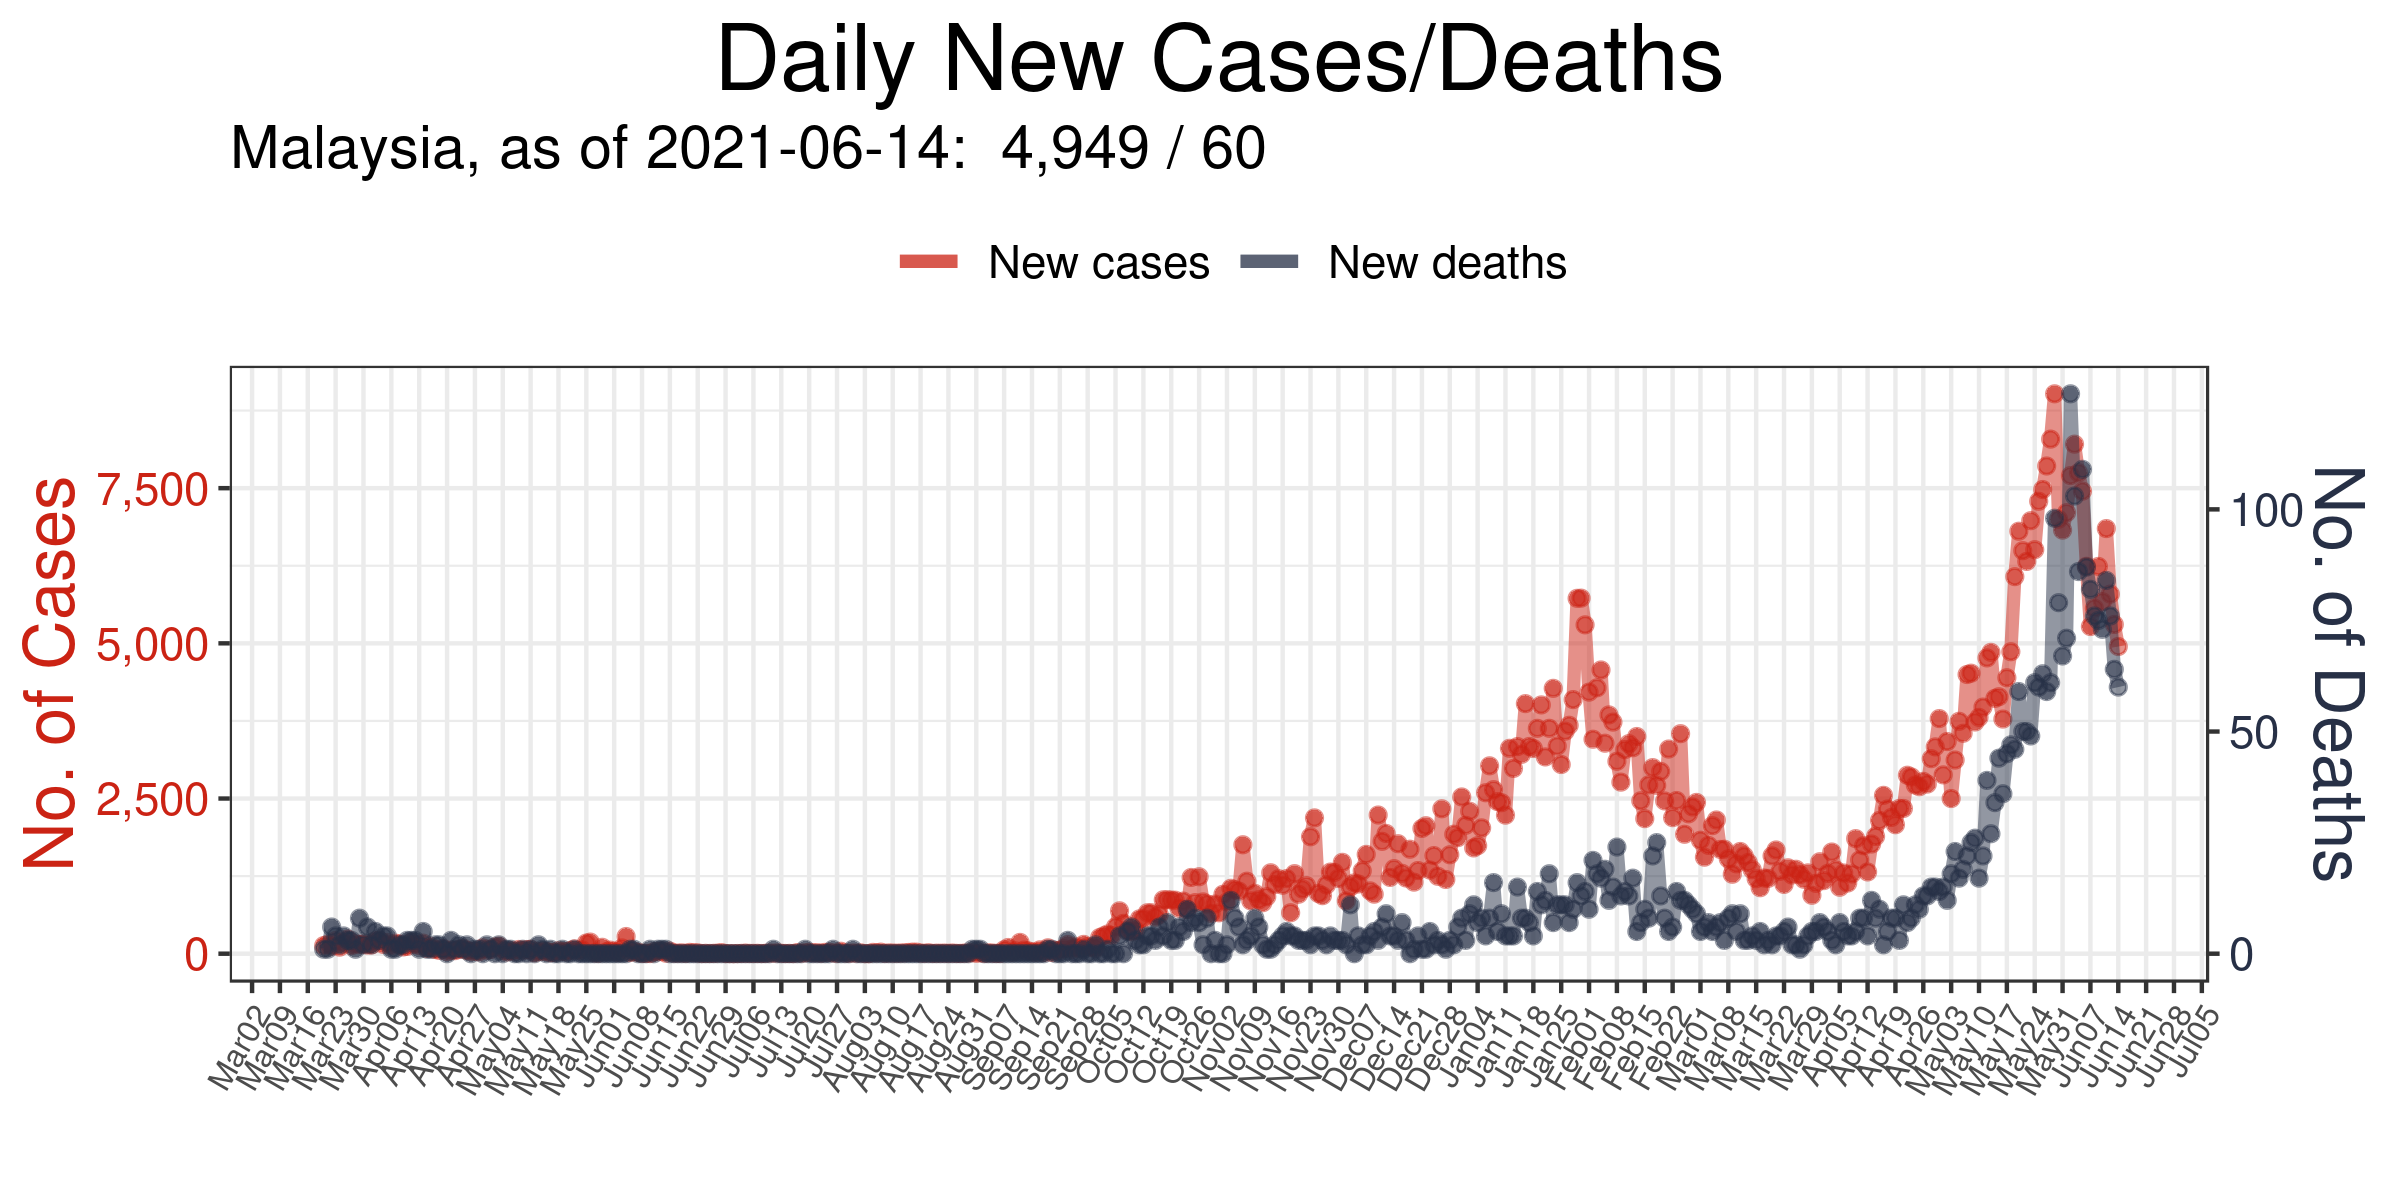 Daily New Cases/Deaths
Malaysia, as of 2021-06-14:  4,949 / 60
New cases
New deaths
No. of Cases
7,500
5,000
2,500
0
100
50
0
No. of Deaths
Mar02
Mar09
Mar16
Mar23
Mar30
Apr06
Apr13
Apr20
Apr27
May04
May11
May18
May25
Jun01
Jun08
Jun15
Jun22
Jun29
Jul06
Jul13
Jul20
Jul27
Aug03
Aug10
Aug17
Aug24
Aug31
Sep07
Sep14
Sep21
Sep28
Oct05
Oct12
Oct19
Oct26
Nov02
Nov09
Nov16
Nov23
Nov30
Dec07
Dec14
Dec21
Dec28
Jan04
Jan11
Jan18
Jan25
Feb01
Feb08
Feb15
Feb22
Mar01
Mar08
Mar15
Mar22
Mar29
Apr05
Apr12
Apr19
Apr26
May03
May10
May17
May24
May31
Jun07
Jun14
Jun21
Jun28
Jul05